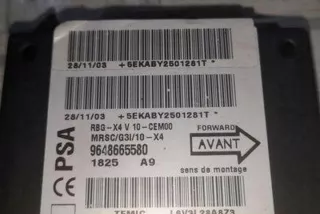 28/11/03 +5EKABY2501281T*
28/11/03 +5EKABY2501281T*
PSA
RBG-X4 V 10-CEM00
MRSC/G3I/10-X4
9648665580
1825 A9
FORWARD
AVANT
sens de montage
CE
TEMIC